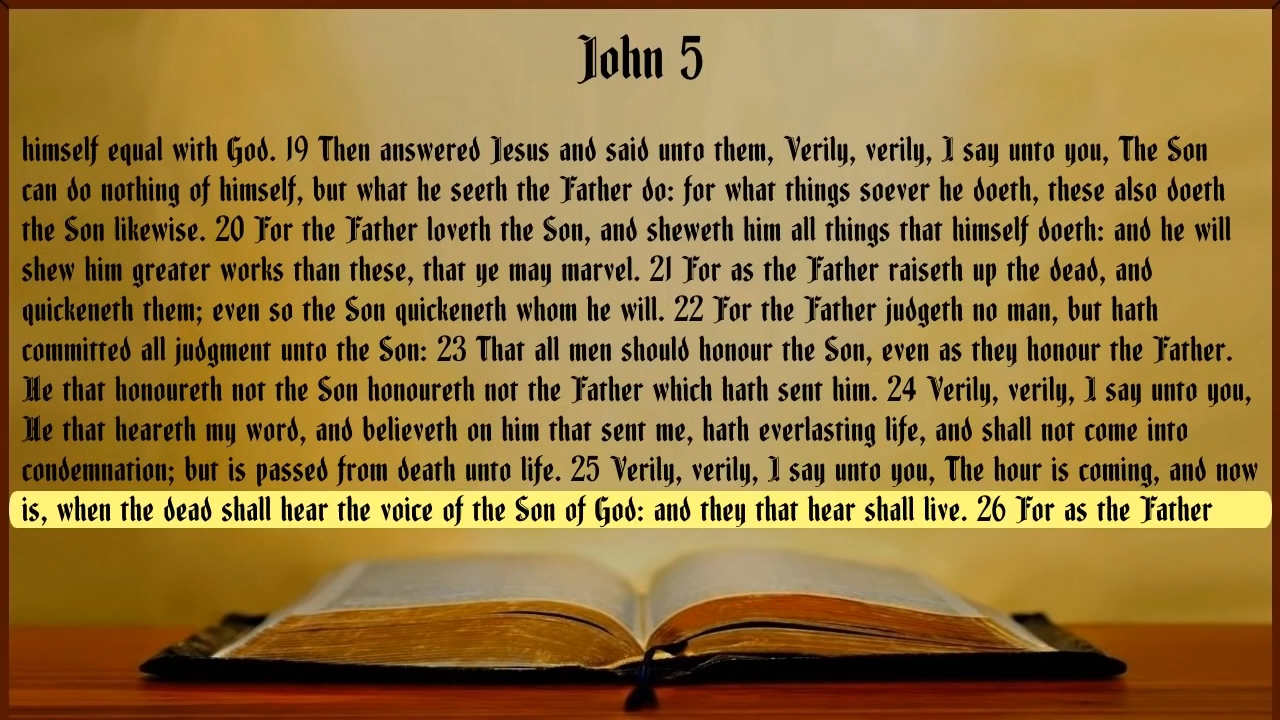 John 5
himself equal with God. 19 Then answered Jesus and said unto them, Verily, verily, I say unto you, The Son
can do nothing of himself, but what he seeth the Father do: for what things soever he doeth, these also doeth
the Son likewise. 20 For the Father loveth the Son, and sheweth him all things that himself doeth: and he will
shew him greater works than these, that ye may marvel. 21 For as the Father raiseth up the dead, and
quickeneth them; even so the Son quickeneth whom he will. 22 For the Father judgeth no man, but hath
committed all judgment unto the Son: 23 That all men should honour the Son, even as they honour the Father.
He that honoureth not the Son honoureth not the Father which hath sent him. 24 Verily, verily, I say unto you,
He that heareth my word, and believeth on him that sent me, hath everlasting life, and shall not come into
condemnation; but is passed from death unto life. 25 Verily, verily, I say unto you, The hour is coming, and now
is, when the dead shall hear the voice of the Son of God: and they that hear shall live. 26 For as the Father